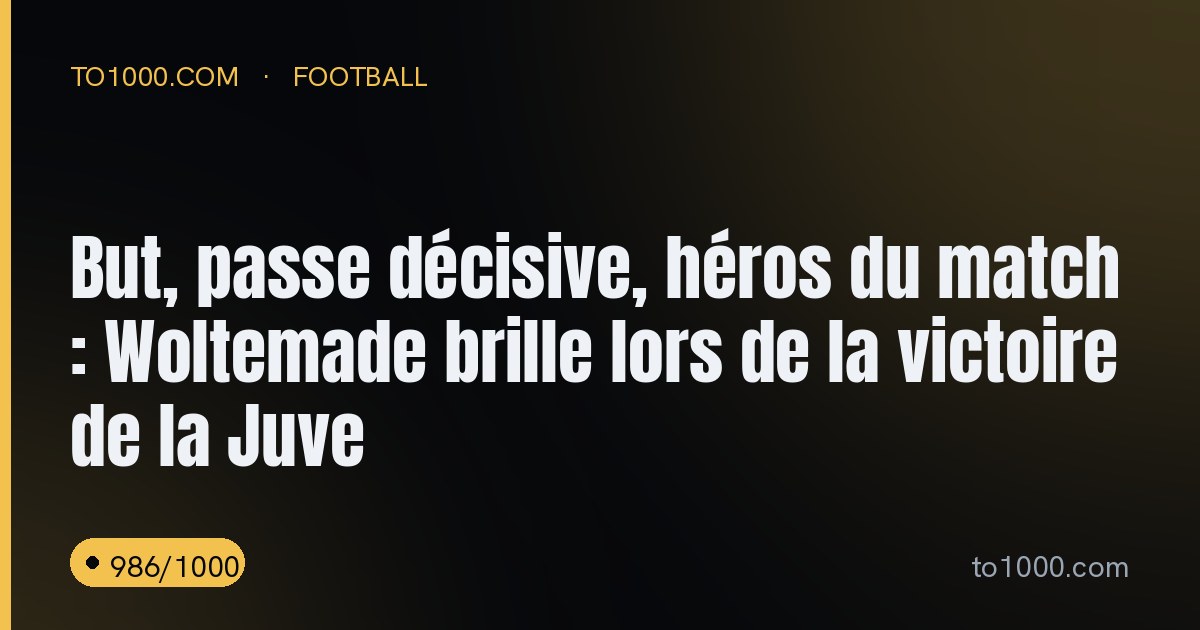 TO1000.COM · FOOTBALL
But, passe décisive, héros du match
: Woltemade brille lors de la victoire
de la Juve
986/1000
to1000.com